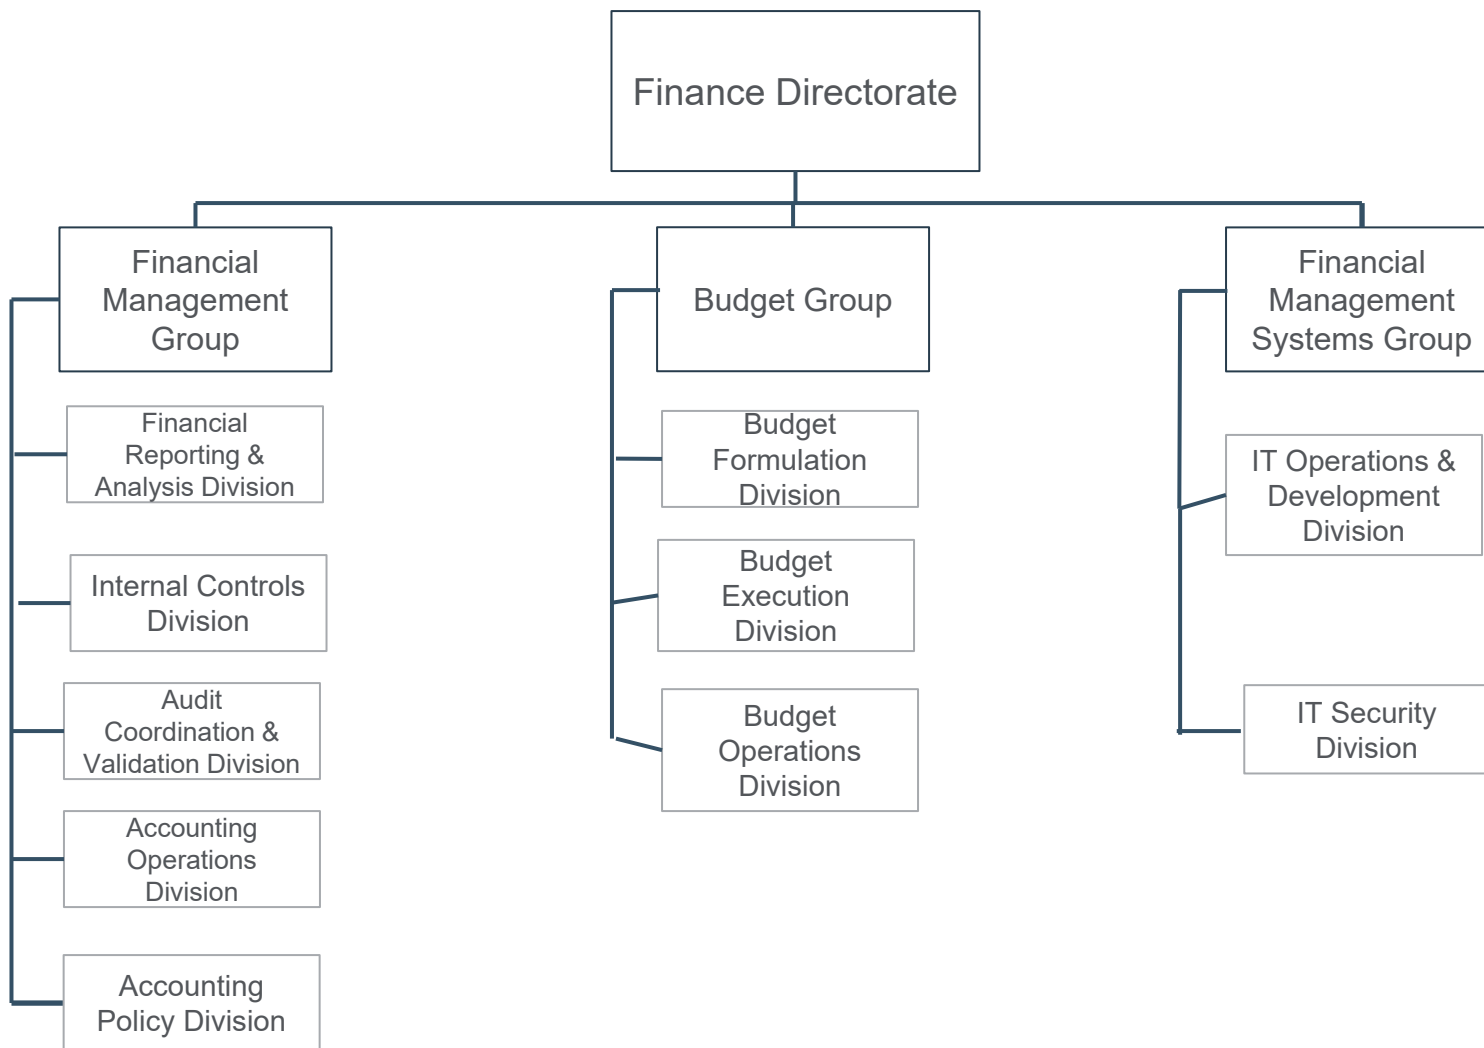 Finance Directorate
Financial
Management
Group
Budget Group
Financial
Management
Systems Group
Financial
Reporting &
Analysis Division
Internal Controls
Division
Audit
Coordination &
Validation Division
Accounting
Operations
Division
Accounting
Policy Division
Budget
Formulation
Division
Budget
Execution
Division
Budget
Operations
Division
IT Operations &
Development
Division
IT Security
Division